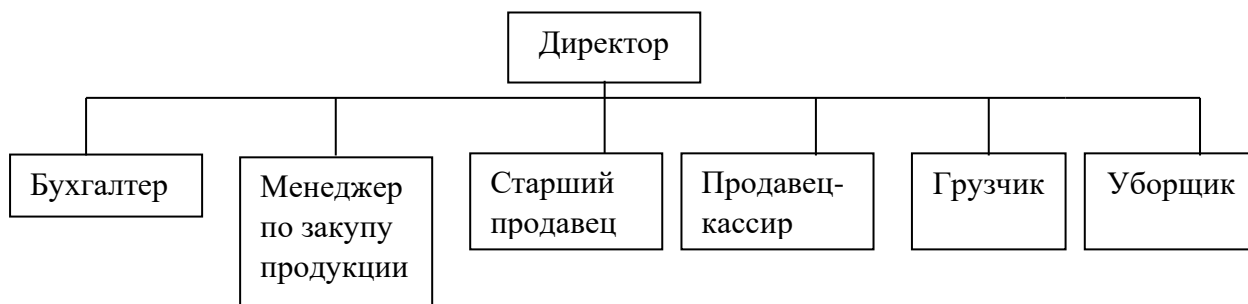 Директор
Бухгалтер
Менеджер
по закупу
продукции
Старший
продавец
Продавец-
кассир
Грузчик
Уборщик